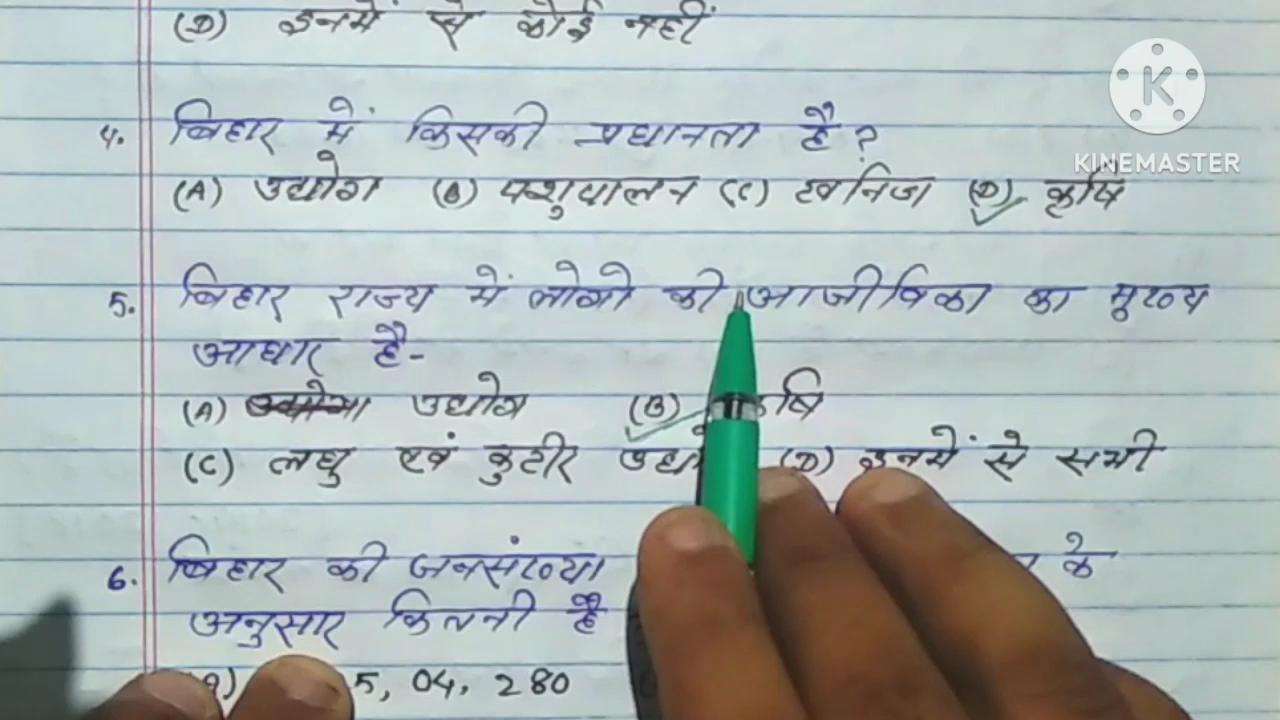 (D) इनमें से कोई नहीं
KINEMASTER
4. बिहार में किसकी प्रधानता है?
(A) उद्योग (B) पशुपालन (C) खनिज (D) कृषि
5. बिहार राज्य में लोगो की आजीविका का मुख्य
आधार है-
(A) उद्योग (B) कृषि
(C) लघु एवं कुटीर (D) इनमें से सभी
6. बिहार की जनसंख्या के
अनुसार कितनी है
5, 04, 280